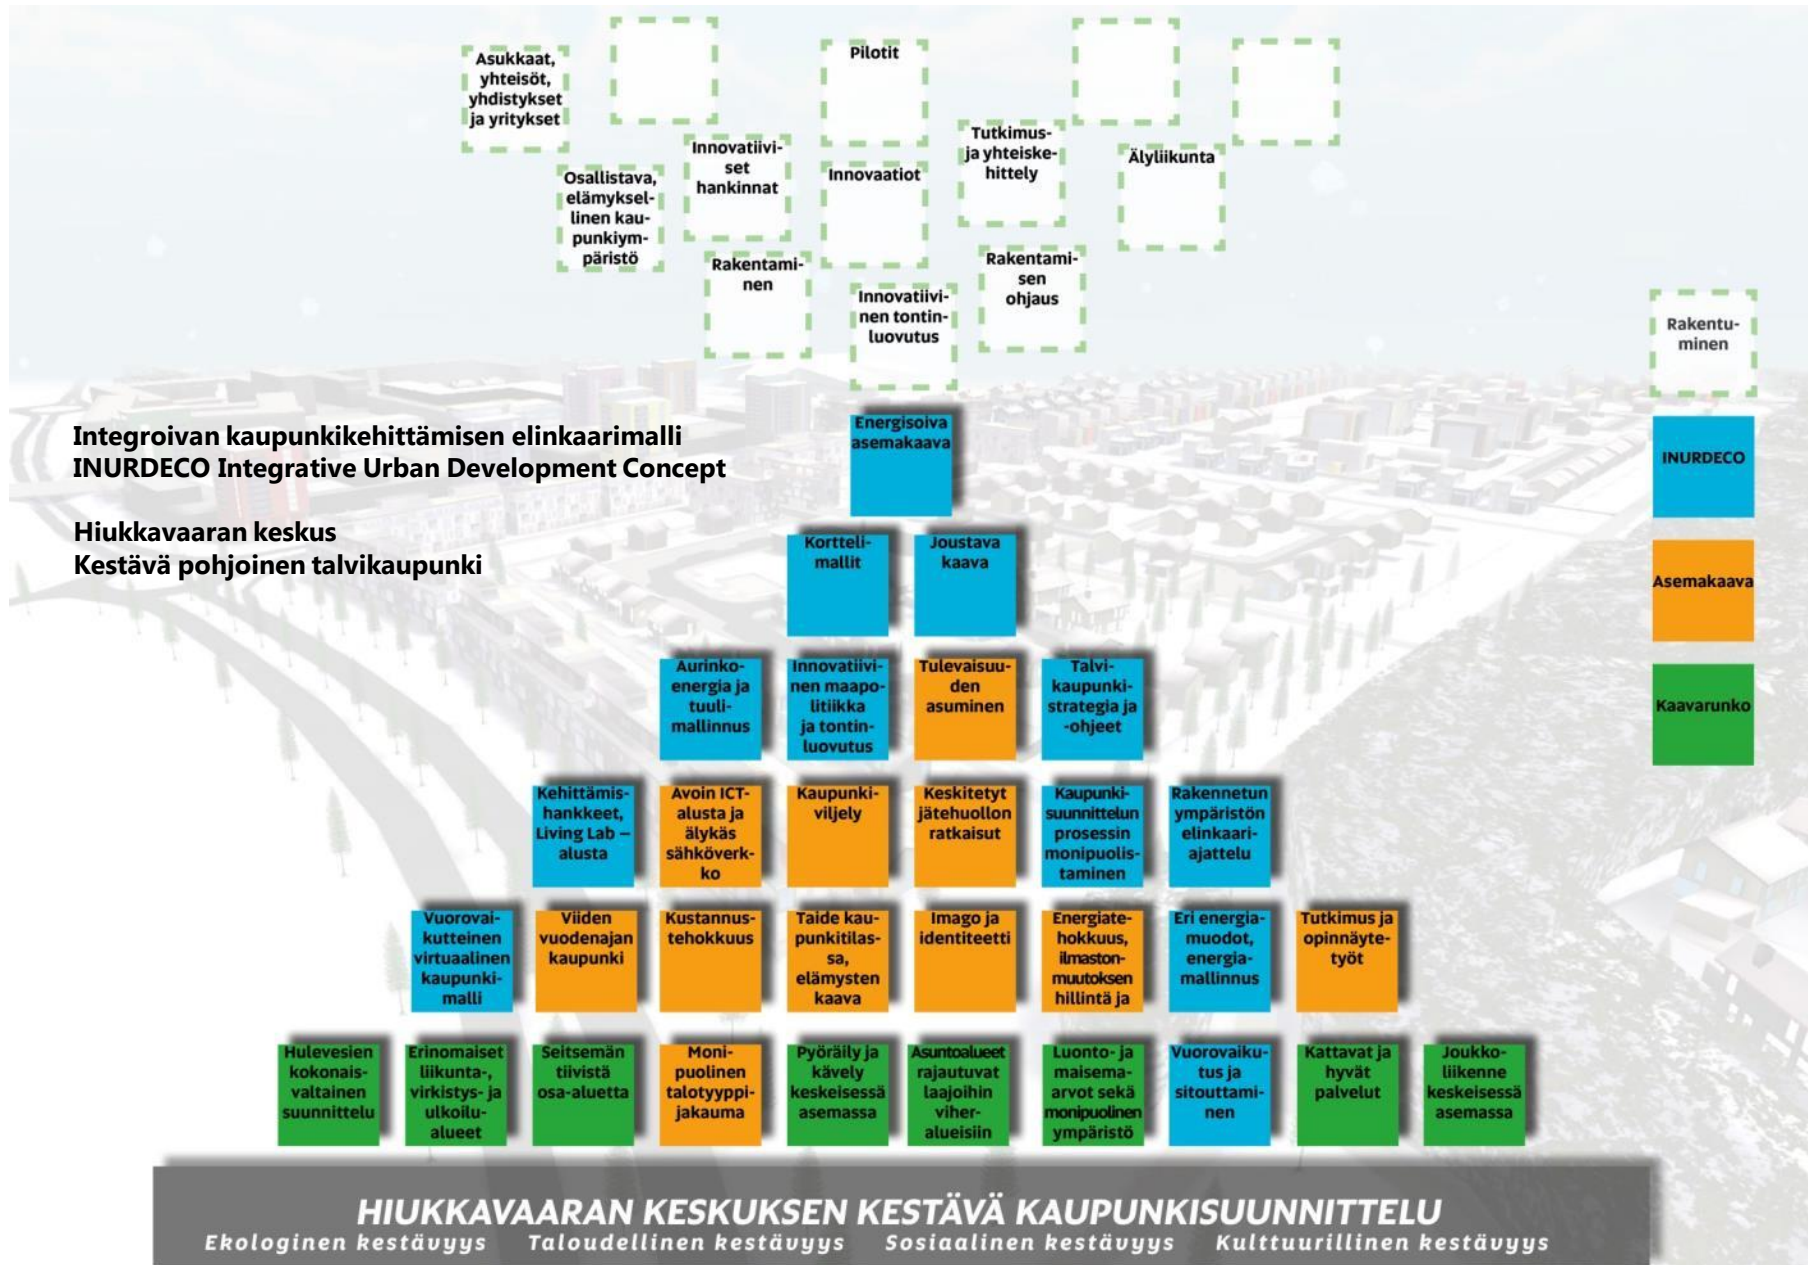 Asukkaat,
yhteisöt,
yhdistykset
ja yritykset
Pilotit
Innovatiivi-
set
hankinnat
Tutkimus-
ja yhteiske-
hittely
Älyliikunta
Osallistava,
elämyksel-
linen kau-
punkiym-
päristö
Innovaatiot
Rakentami-
nen
Innovatiivi-
nen tontin-
luovutus
Rakentami-
sen
ohjaus
Rakentu-
minen
INURDECO
Asemakaava
Kaavarunko
Integroivan kaupunkikehittämisen elinkaarimalli
INURDECO Integrative Urban Development Concept
Hiukkavaaran keskus
Kestävä pohjoinen talvikaupunki
Energisoiva
asemakaava
Kortteli-
mallit
Joustava
kaava
Aurinko-
energia ja
tuuli-
mallinnus
Innovatiivi-
nen maapo-
litiikka
ja tontin-
luovutus
Tulevaisuu-
den
asuminen
Talvi-
kaupunki-
strategia ja
-ohjeet
Kehittämis-
hankkeet,
Living Lab –
alusta
Avoin ICT-
alusta ja
älykäs
sähköverk-
ko
Kaupunki-
viljely
Keskitetyt
jätehuollon
ratkaisut
Kaupunki-
suunnittelun
prosessin
monipuolis-
taminen
Rakennetun
ympäristön
elinkaari-
ajattelu
Vuorovai-
kutteinen
virtuaalinen
kaupunki-
malli
Viiden
vuodenajan
kaupunki
Kustannus-
tehokkuus
Taide kau-
punkitilas-
sa,
elämysten
kaava
Imago ja
identiteetti
Energiate-
hokkuus,
ilmaston-
muutoksen
hillintä ja
Eri energia-
muodot,
energia-
mallinnus
Tutkimus ja
opinnäyte-
työt
Hulevesien
kokonais-
valtainen
suunnittelu
Erinomaiset
liikunta-,
virkistys- ja
ulkoilu-
alueet
Seitsemän
tiivistä
osa-aluetta
Moni-
puolinen
talotyyppi-
jakauma
Pyöräily ja
kävely
keskeisessä
asemassa
Asuntoalueet
rajautuvat
laajoihin
viher-
alueisiin
Luonto- ja
maisema-
arvot sekä
monipuolinen
ympäristö
Vuorovaiku-
tus ja
sitouttami-
nen
Kattavat ja
hyvät
palvelut
Joukko-
liikenne
keskeisessä
asemassa
HIUKKAVAARAN KESKUKSEN KESTÄVÄ KAUPUNKISUUNNITTELU
Ekologinen kestävyys Taloudellinen kestävyys Sosiaalinen kestävyys Kulttuurillinen kestävyys